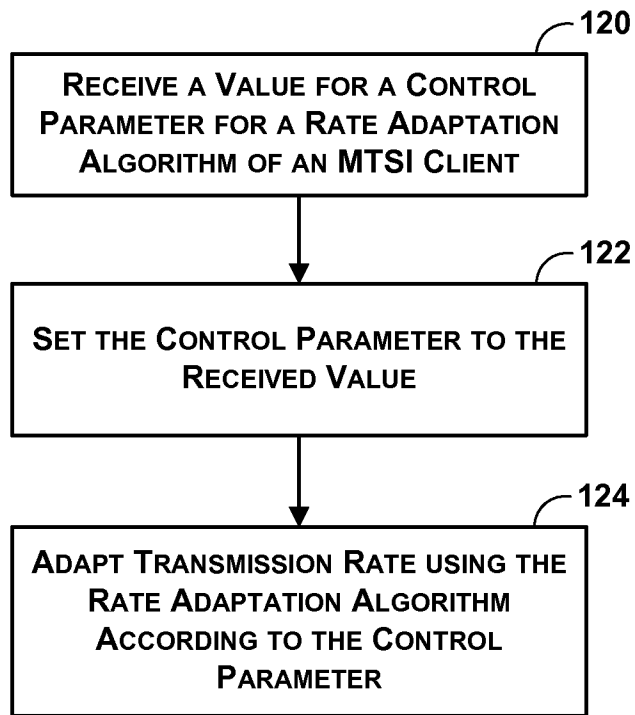 120
RECEIVE A VALUE FOR A CONTROL
PARAMETER FOR A RATE ADAPTATION
ALGORITHM OF AN MTSI CLIENT
122
SET THE CONTROL PARAMETER TO THE
RECEIVED VALUE
124
ADAPT TRANSMISSION RATE USING THE
RATE ADAPTATION ALGORITHM
ACCORDING TO THE CONTROL
PARAMETER